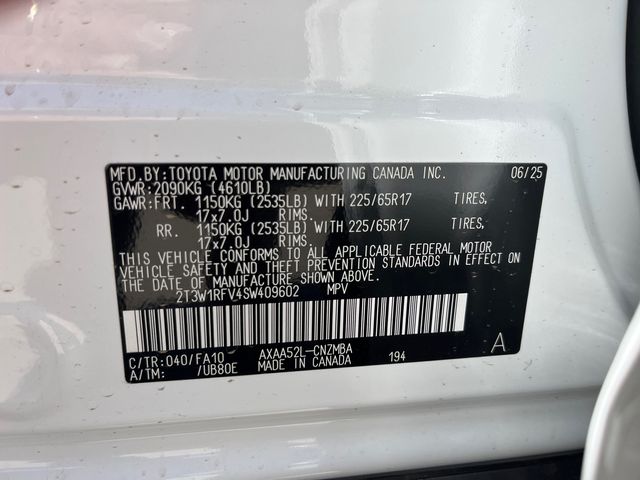 MFD.BY:TOYOTA MOTOR MANUFACTURING CANADA INC. 06/25
GVWR:2090KG (4610LB)
GAWR:FRT. 1150KG (2535LB) WITH 225/65R17 TIRES,
17x7.0J RIMS.
RR. 1150KG (2535LB) WITH 225/65R17 TIRES,
17x7.0J RIMS.
THIS VEHICLE CONFORMS TO ALL APPLICABLE FEDERAL MOTOR
VEHICLE SAFETY AND THEFT PREVENTION STANDARDS IN EFFECT ON
THE DATE OF MANUFACTURE SHOWN ABOVE.
2T3W1RFV4SW409602 MPV
C/TR:040/FA10 AXAA52L-CNZMBA 194 A
A/TM: /UB80E MADE IN CANADA